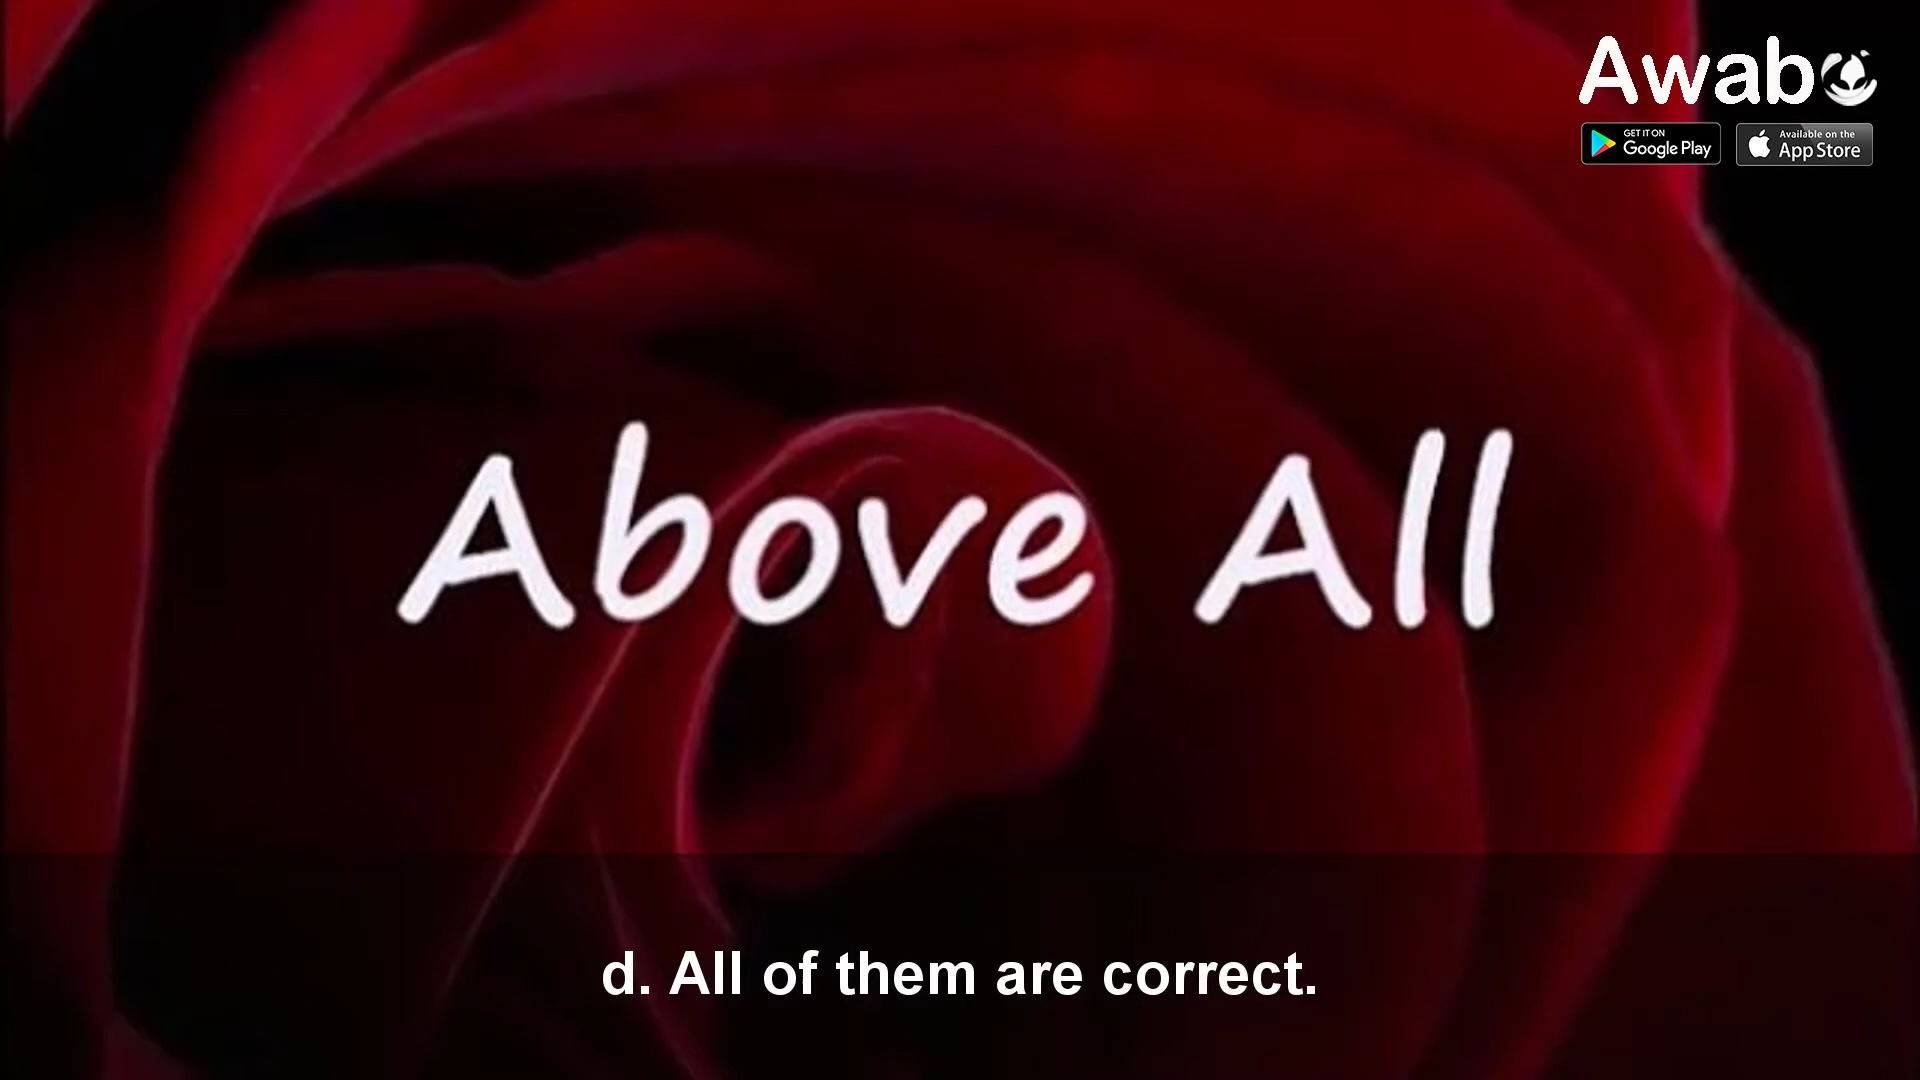 Awabe
GET IT ON
Google Play
Available on the
App Store
Above All
d. All of them are correct.